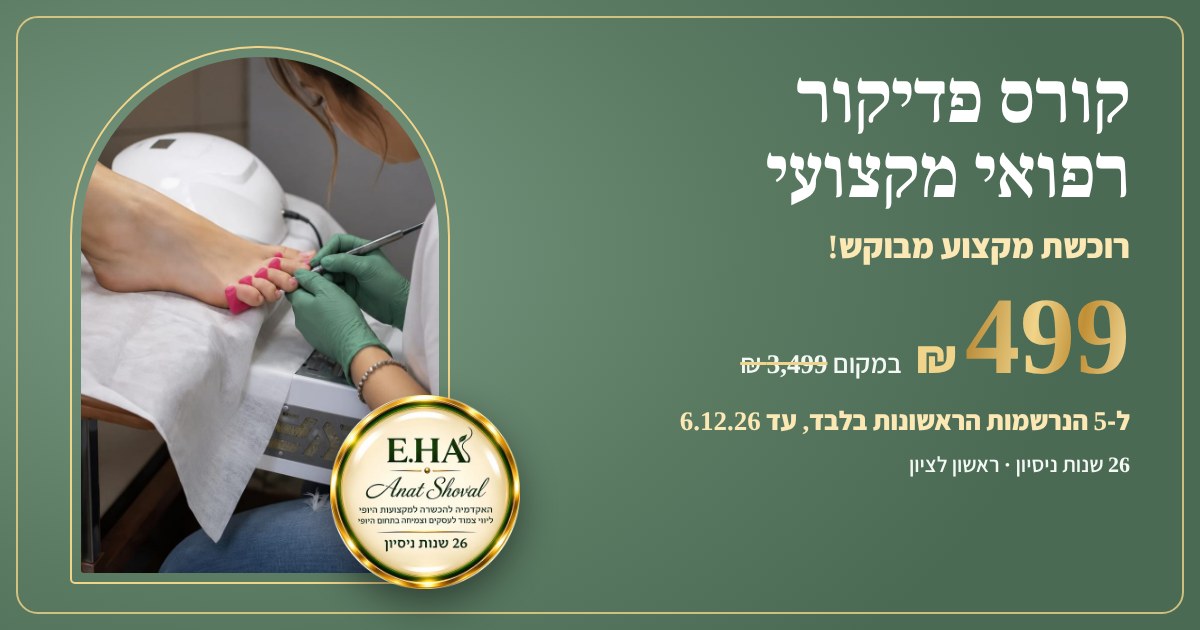 קורס פדיקור
רפואי מקצועי
רוכשת מקצוע מבוקש!
499 ₪ במקום 3,499 ₪
ל-5 הנרשמות הראשונות בלבד, עד 6.12.26
26 שנות ניסיון · ראשון לציון
E.HA
Anat Shoval
האקדמיה להכשרה למקצועות היופי
ליווי צמוד לעסקים וצמיחה בתחום היופי
26 שנות ניסיון